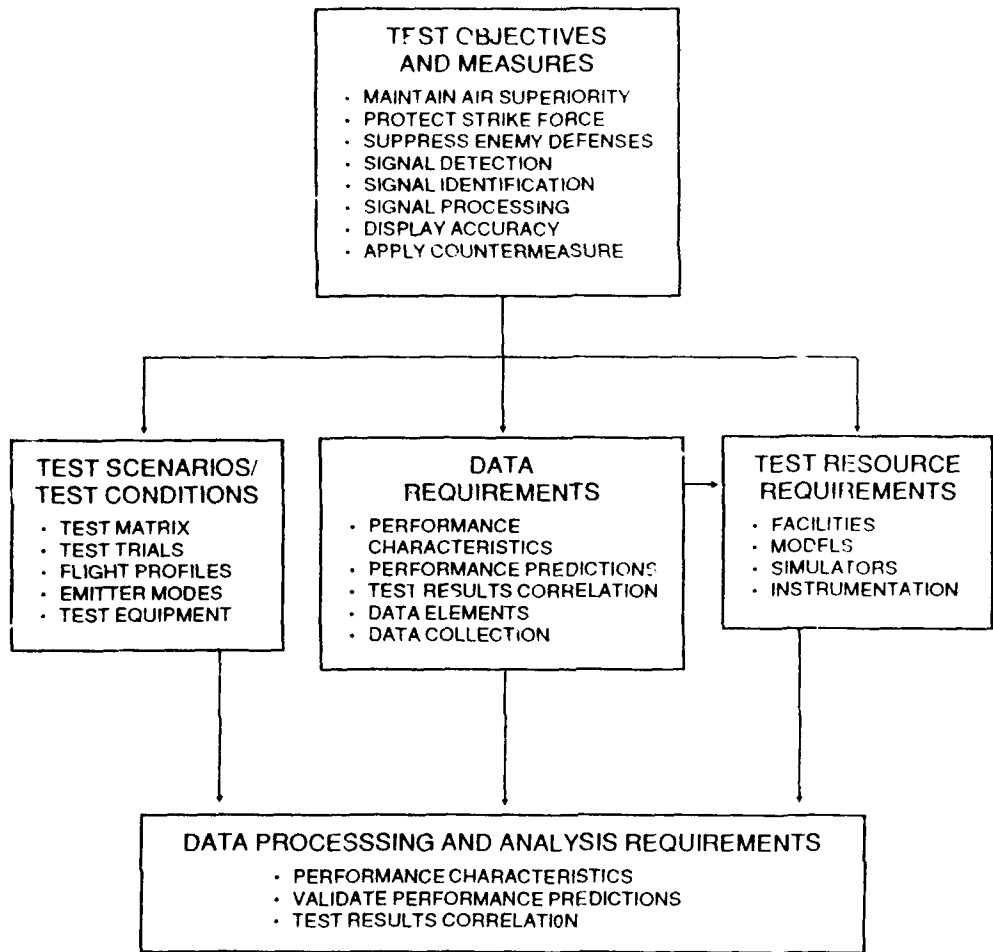 TEST OBJECTIVES
AND MEASURES
· MAINTAIN AIR SUPERIORITY
· PROTECT STRIKE FORCE
· SUPPRESS ENEMY DEFENSES
· SIGNAL DETECTION
· SIGNAL IDENTIFICATION
· SIGNAL PROCESSING
· DISPLAY ACCURACY
· APPLY COUNTERMEASURE
TEST SCENARIOS/
TEST CONDITIONS
· TEST MATRIX
· TEST TRIALS
· FLIGHT PROFILES
· EMITTER MODES
· TEST EQUIPMENT
DATA
REQUIREMENTS
· PERFORMANCE
CHARACTERISTICS
· PERFORMANCE PREDICTIONS
· TEST RESULTS CORRELATION
· DATA ELEMENTS
· DATA COLLECTION
TEST RESOURCE
REQUIREMENTS
· FACILITIES
· MODELS
· SIMULATORS
· INSTRUMENTATION
DATA PROCESSSING AND ANALYSIS REQUIREMENTS
· PERFORMANCE CHARACTERISTICS
· VALIDATE PERFORMANCE PREDICTIONS
· TEST RESULTS CORRELATION